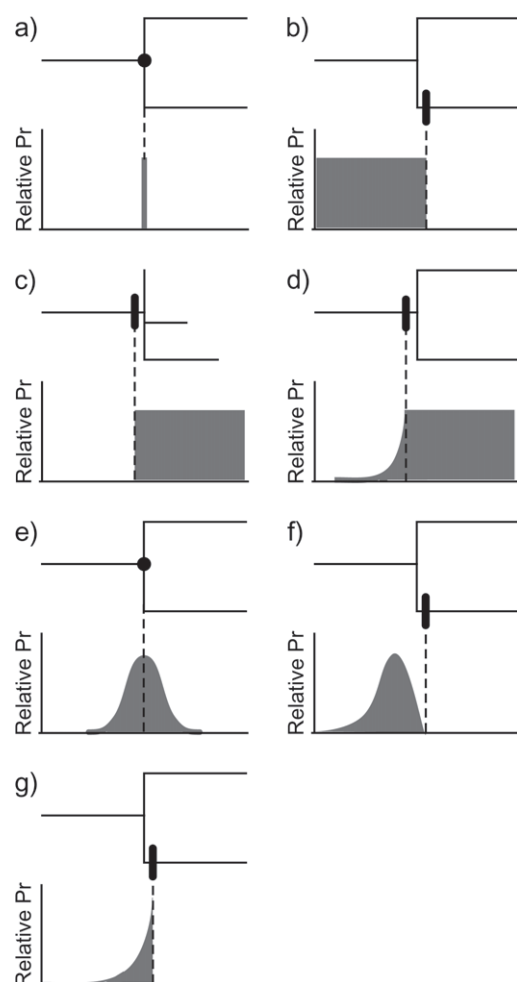 a)
b)
Relative Pr
Relative Pr
c)
d)
Relative Pr
Relative Pr
e)
f)
Relative Pr
Relative Pr
g)
Relative Pr